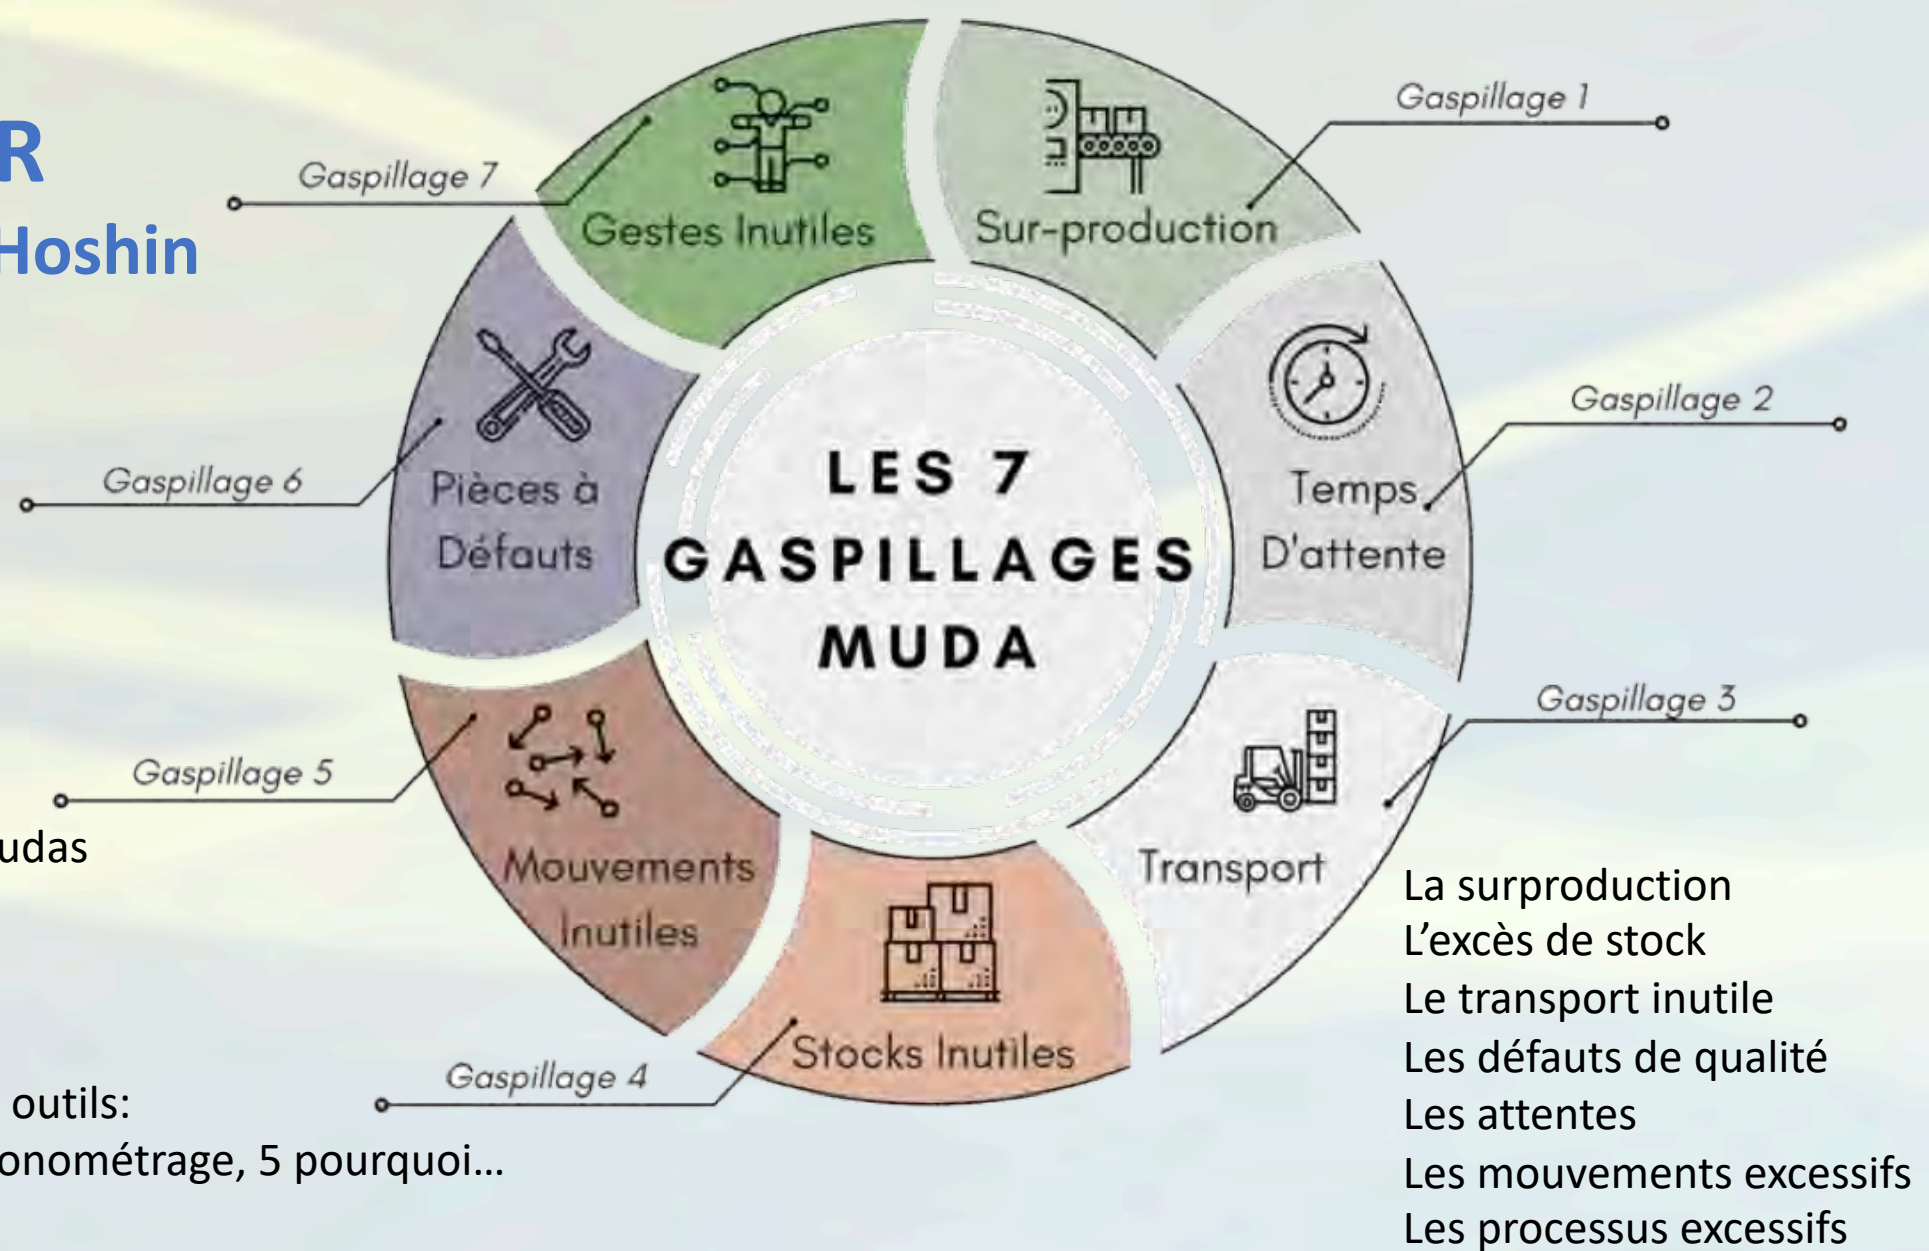 R
Hoshin
Gaspillage 1
Sur-production
Gaspillage 2
Temps
D'attente
Gaspillage 3
Transport
Gaspillage 4
Stocks Inutiles
Gaspillage 5
Mouvements
Inutiles
Gaspillage 6
Pièces à
Défauts
Gaspillage 7
Gestes Inutiles
LES 7
GASPILLAGES
MUDA
udas
outils:
onométrage, 5 pourquoi...
La surproduction
L'excès de stock
Le transport inutile
Les défauts de qualité
Les attentes
Les mouvements excessifs
Les processus excessifs